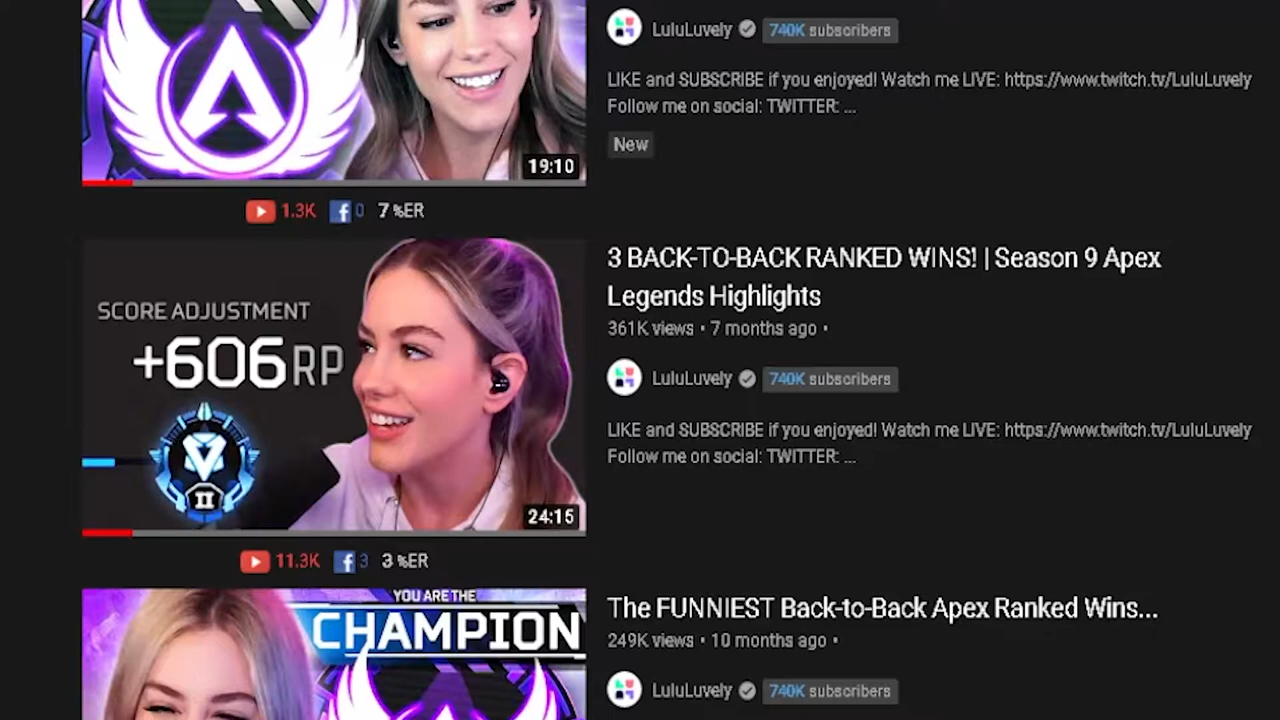 LuluLuvely 740K subscribers
LIKE and SUBSCRIBE if you enjoyed! Watch me LIVE: https://www.twitch.tv/LuluLuvely
Follow me on social: TWITTER: ...
New
19:10
1.3K 0 7 %ER
SCORE ADJUSTMENT
+606RP
II
24:15
3 BACK-TO-BACK RANKED WINS! | Season 9 Apex
Legends Highlights
361K views • 7 months ago •
LuluLuvely 740K subscribers
LIKE and SUBSCRIBE if you enjoyed! Watch me LIVE: https://www.twitch.tv/LuluLuvely
Follow me on social: TWITTER: ...
11.3K 3 3 %ER
YOU ARE THE
CHAMPION
The FUNNIEST Back-to-Back Apex Ranked Wins...
249K views • 10 months ago •
LuluLuvely 740K subscribers